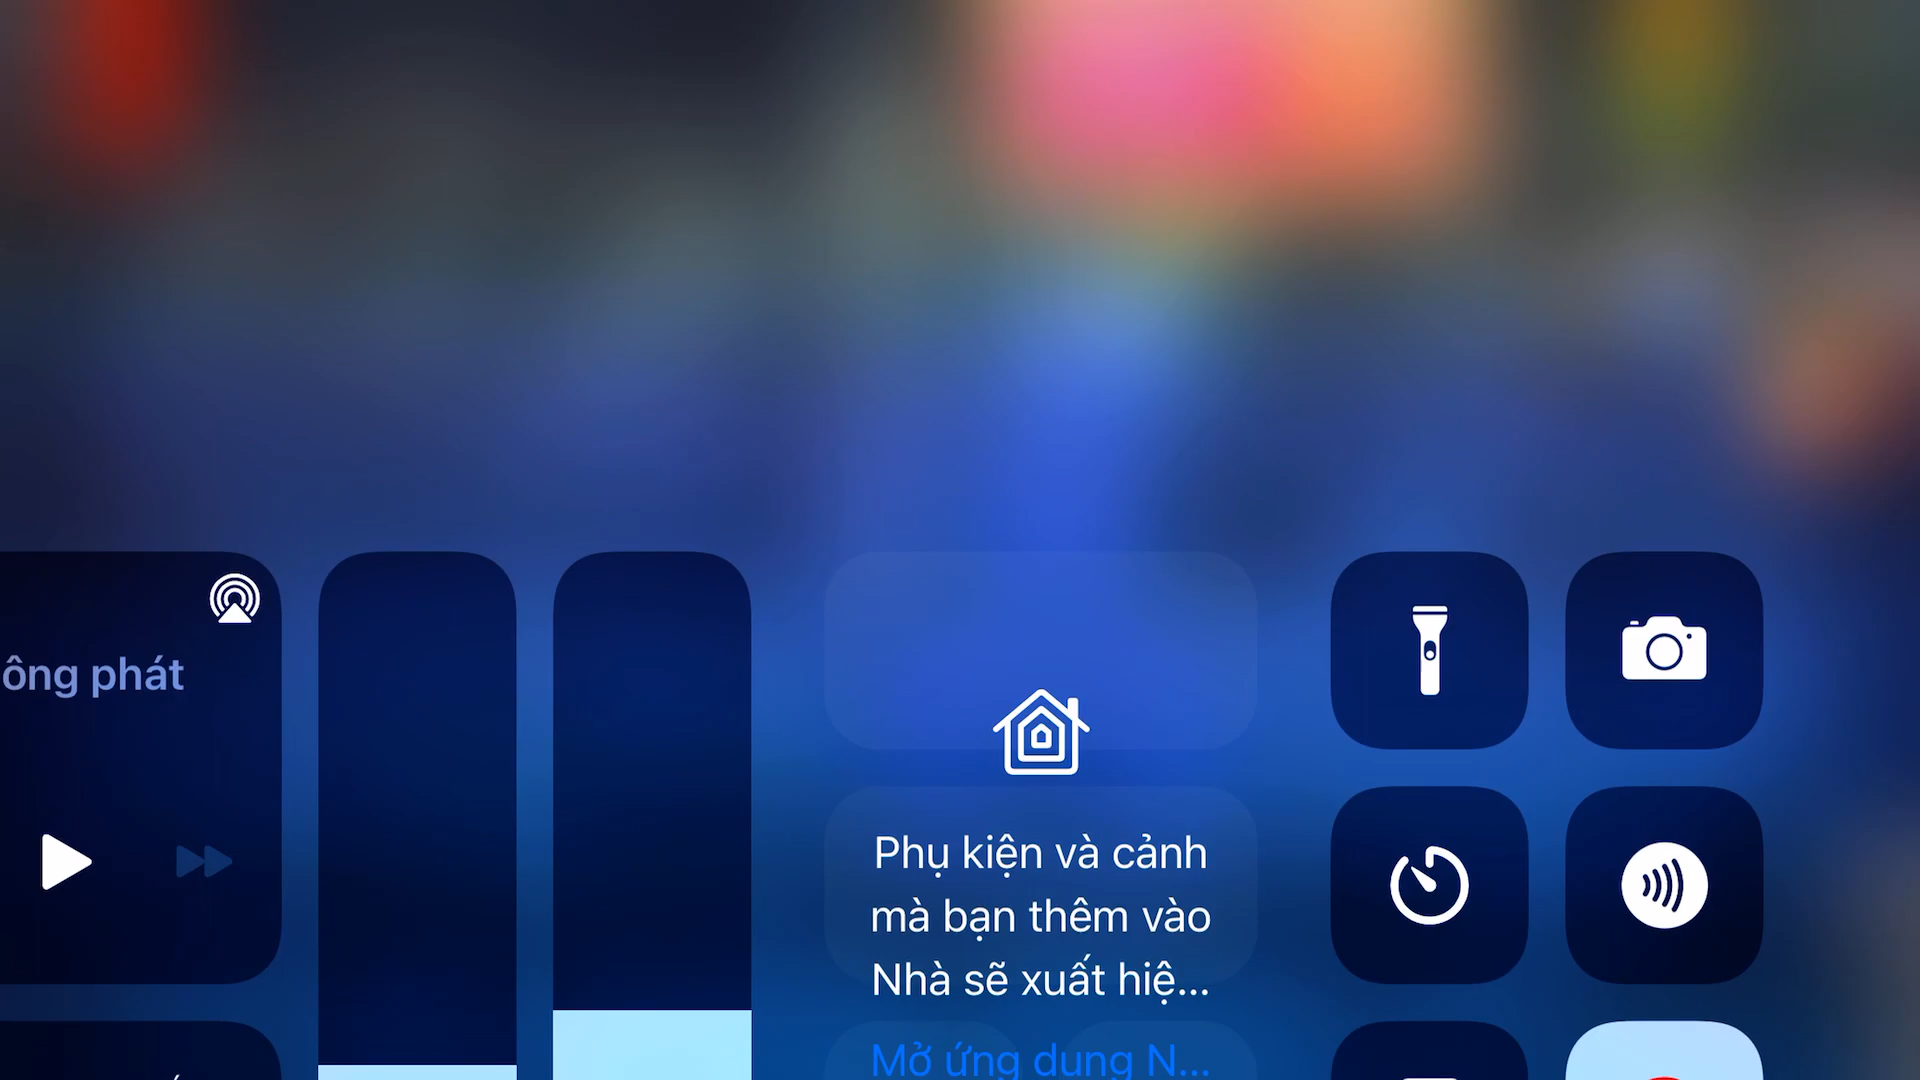 ông phát
Phụ kiện và cảnh
mà bạn thêm vào
Nhà sẽ xuất hiệ...
Mở ứng dụng N...